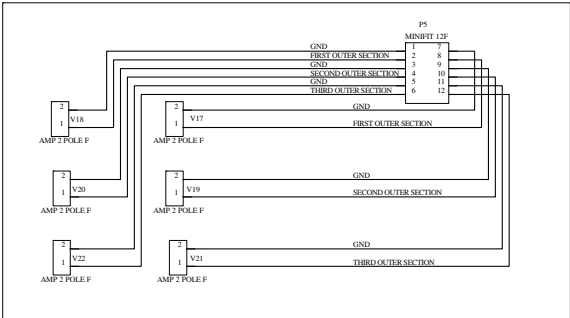 P5
MINIFIT 12F
GND 1 7
FIRST OUTER SECTION 2 8
GND 3 9
SECOND OUTER SECTION 4 10
GND 5 11
THIRD OUTER SECTION 6 12
2
1 V18
AMP 2 POLE F
2 GND
1 V17 FIRST OUTER SECTION
AMP 2 POLE F
2
1 V20
AMP 2 POLE F
2 GND
1 V19 SECOND OUTER SECTION
AMP 2 POLE F
2
1 V22
AMP 2 POLE F
2 GND
1 V21 THIRD OUTER SECTION
AMP 2 POLE F